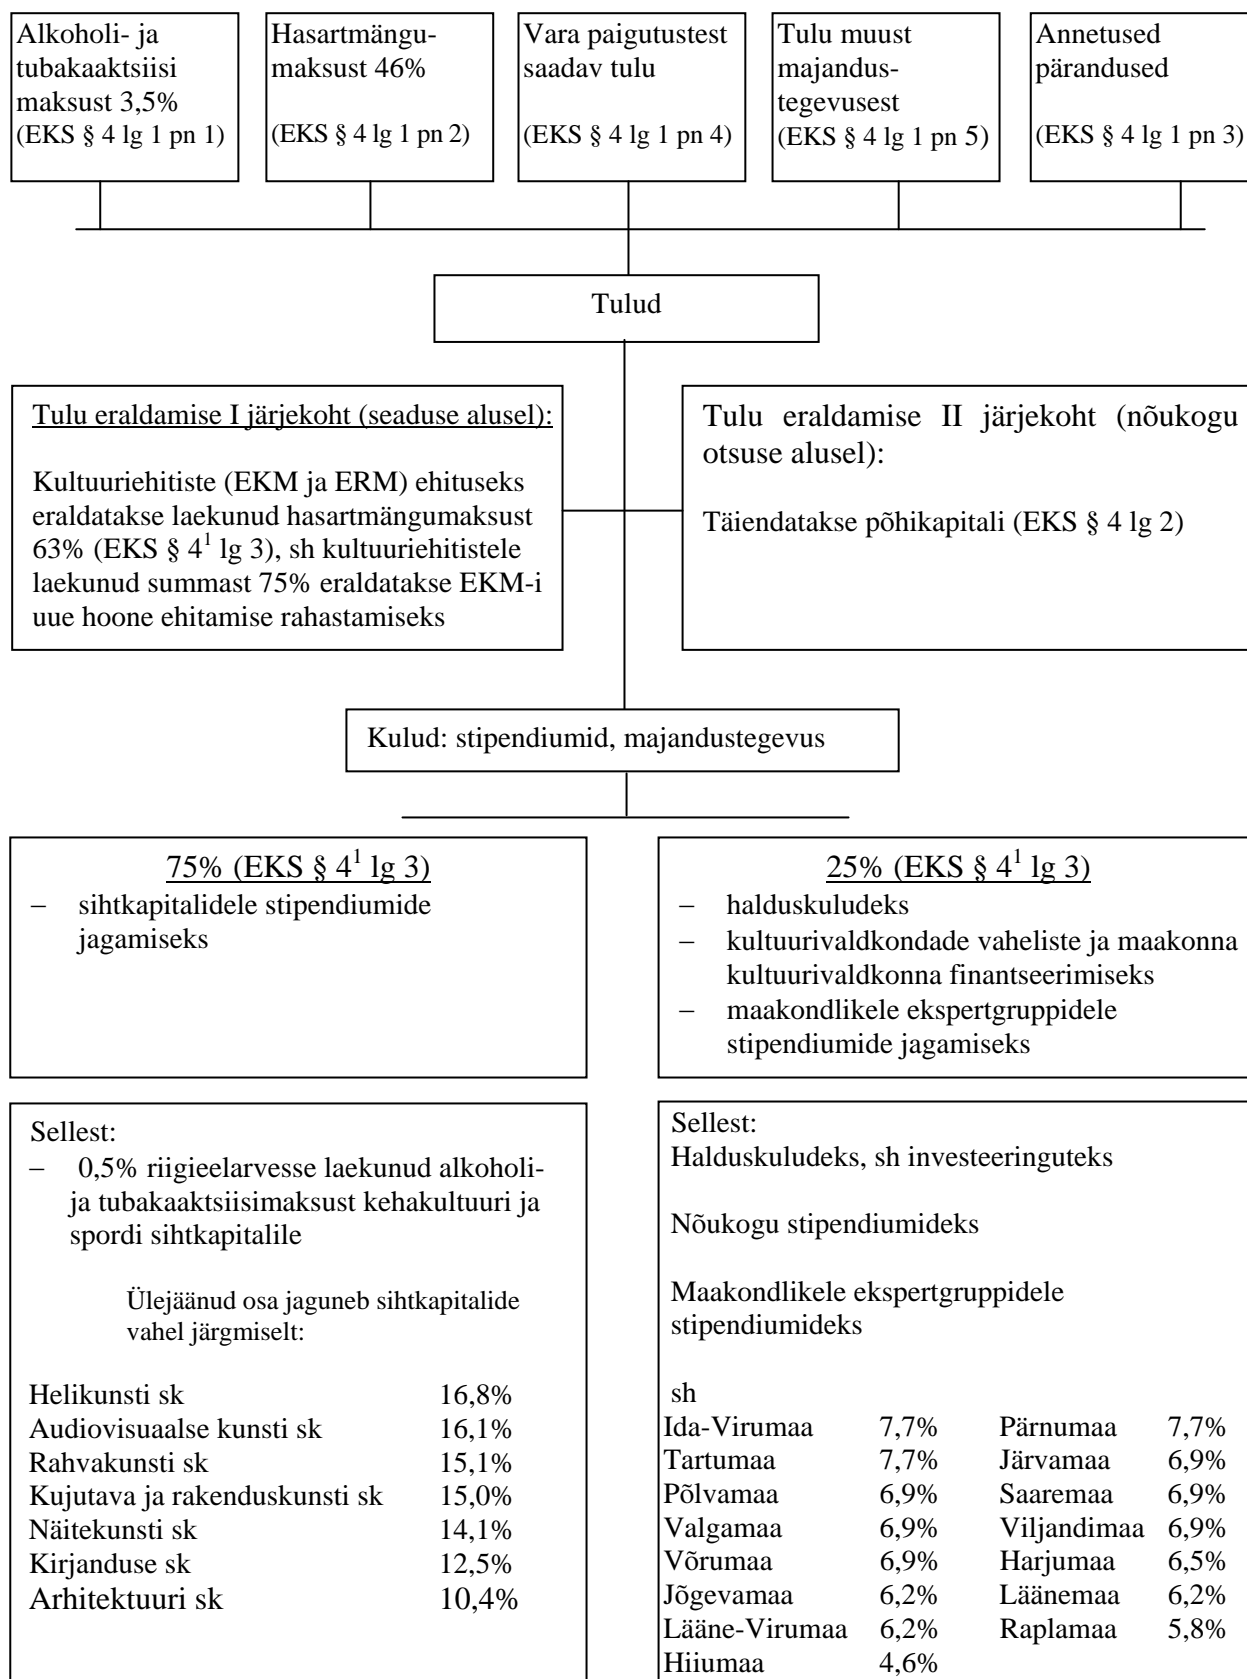 Alkoholi- ja
tubakaaktsiisi
maksust 3,5%
(EKS § 4 lg 1 pn 1)
Hasartmängu-
maksust 46%
(EKS § 4 lg 1 pn 2)
Vara paigutustest
saadav tulu
(EKS § 4 lg 1 pn 4)
Tulu muust
majandus-
tegevusest
(EKS § 4 lg 1 pn 5)
Annetused
pärandused
(EKS § 4 lg 1 pn 3)
Tulud
Tulu eraldamise I järjekoht (seaduse alusel):
Kultuuriehitiste (EKM ja ERM) ehituseks
eraldatakse laekunud hasartmängumaksust
63% (EKS § 4¹ lg 3), sh kultuuriehitistele
laekunud summast 75% eraldatakse EKM-i
uue hoone ehitamise rahastamiseks
Tulu eraldamise II järjekoht (nõukogu
otsuse alusel):
Täiendatakse põhikapitali (EKS § 4 lg 2)
Kulud: stipendiumid, majandustegevus
75% (EKS § 4¹ lg 3)
– sihtkapitalidele stipendiumide
jagamiseks
25% (EKS § 4¹ lg 3)
– halduskuludeks
– kultuurivaldkondade vaheliste ja maakonna
kultuurivaldkonna finantseerimiseks
– maakondlikele ekspertgruppidele
stipendiumide jagamiseks
Sellest:
– 0,5% riigieelarvesse laekunud alkoholi-
ja tubakaaktsiisimaksust kehakultuuri ja
spordi sihtkapitalile
Ülejäänud osa jaguneb sihtkapitalide
vahel järgmiselt:
Helikunsti sk 16,8%
Audiovisuaalse kunsti sk 16,1%
Rahvakunsti sk 15,1%
Kujutava ja rakenduskunsti sk 15,0%
Näitekunsti sk 14,1%
Kirjanduse sk 12,5%
Arhitektuuri sk 10,4%
Sellest:
Halduskuludeks, sh investeeringuteks
Nõukogu stipendiumideks
Maakondlikele ekspertgruppidele
stipendiumideks
sh
Ida-Virumaa 7,7% Pärnumaa 7,7%
Tartumaa 7,7% Järvamaa 6,9%
Põlvamaa 6,9% Saaremaa 6,9%
Valgamaa 6,9% Viljandimaa 6,9%
Võrumaa 6,9% Harjumaa 6,5%
Jõgevamaa 6,2% Läänemaa 6,2%
Lääne-Virumaa 6,2% Raplamaa 5,8%
Hiiumaa 4,6%